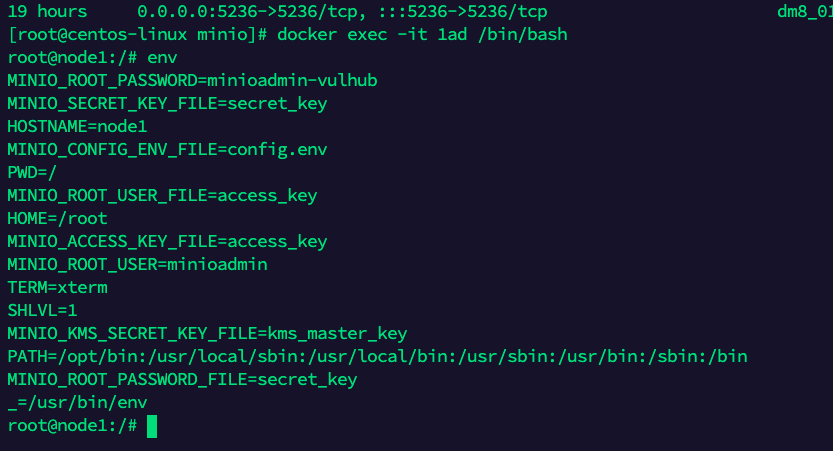 19 hours     0.0.0.0:5236->5236/tcp, :::5236->5236/tcp                       dm8_01
[root@centos-linux minio]# docker exec -it 1ad /bin/bash
root@node1:/# env
MINIO_ROOT_PASSWORD=minioadmin-vulhub
MINIO_SECRET_KEY_FILE=secret_key
HOSTNAME=node1
MINIO_CONFIG_ENV_FILE=config.env
PWD=/
MINIO_ROOT_USER_FILE=access_key
HOME=/root
MINIO_ACCESS_KEY_FILE=access_key
MINIO_ROOT_USER=minioadmin
TERM=xterm
SHLVL=1
MINIO_KMS_SECRET_KEY_FILE=kms_master_key
PATH=/opt/bin:/usr/local/sbin:/usr/local/bin:/usr/sbin:/usr/bin:/sbin:/bin
MINIO_ROOT_PASSWORD_FILE=secret_key
_=/usr/bin/env
root@node1:/#